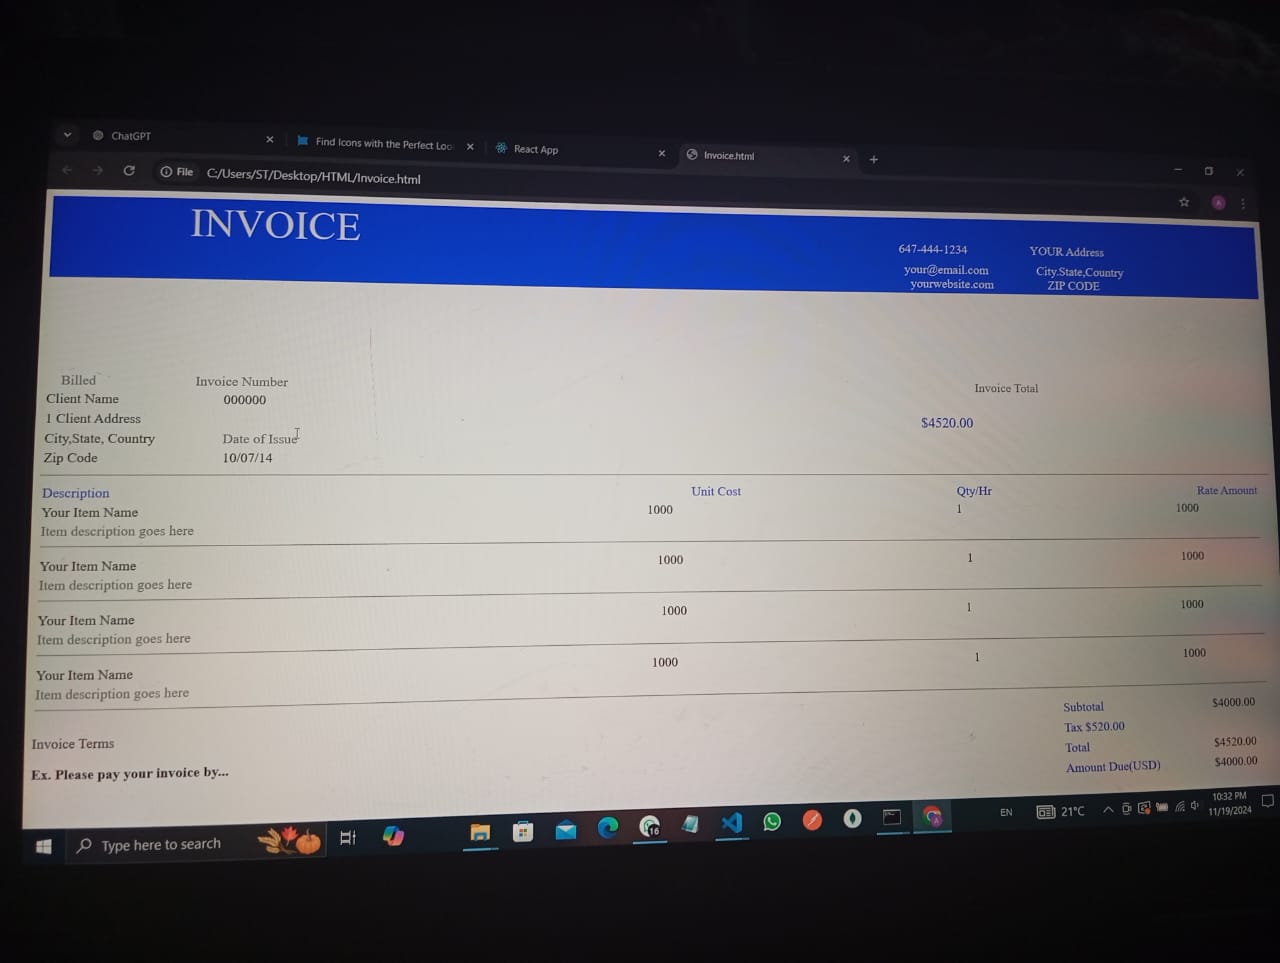 ChatGPT
Find Icons with the Perfect Loo
React App
Invoice.html
File C:/Users/ST/Desktop/HTML/Invoice.html
A
INVOICE
647-444-1234 YOUR Address
your@email.com City.State,Country
yourwebsite.com ZIP CODE
Billed Invoice Number Invoice Total
Client Name 000000
1 Client Address $4520.00
City,State, Country Date of Issue
Zip Code 10/07/14
Description Unit Cost Qty/Hr Rate Amount
Your Item Name 1000 1 1000
Item description goes here
Your Item Name 1000 1 1000
Item description goes here
Your Item Name 1000 1 1000
Item description goes here
Your Item Name 1000 1 1000
Item description goes here
Subtotal $4000.00
Tax $520.00
Invoice Terms
Total $4520.00
Ex. Please pay your invoice by...
Amount Due(USD) $4000.00
Type here to search
16
EN
21°C
10:32 PM
11/19/2024